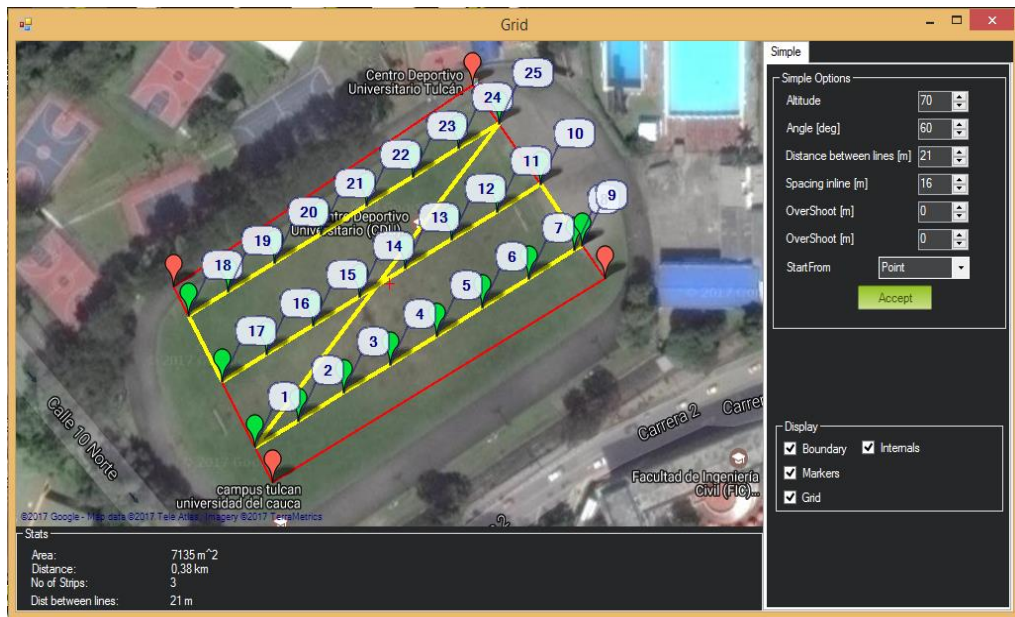 Grid
Simple
Simple Options
Altitude 70
Angle [deg] 60
Distance between lines [m] 21
Spacing inline [m] 16
OverShoot [m] 0
OverShoot [m] 0
StartFrom Point
Accept
Display
Boundary Internals
Markers
Grid
Centro Deportivo
Universitario Tulcán
25
24
23
10
22
11
21
12
9
20
ntro Deportivo
Universitario (CDU)
13
7
19
14
6
18
15
5
16
4
17
3
2
1
Calle 10 Norte
Carrera 2
Carrer
Facultad de Ingeniería
Civil (FIC)...
campus tulcan
universidad del cauca
©2017 Google - Map data ©2017 Tele Atlas, Imagery ©2017 TerraMetrics
Stats
Area: 7135 m^2
Distance: 0,38 km
No of Strips: 3
Dist between lines: 21 m